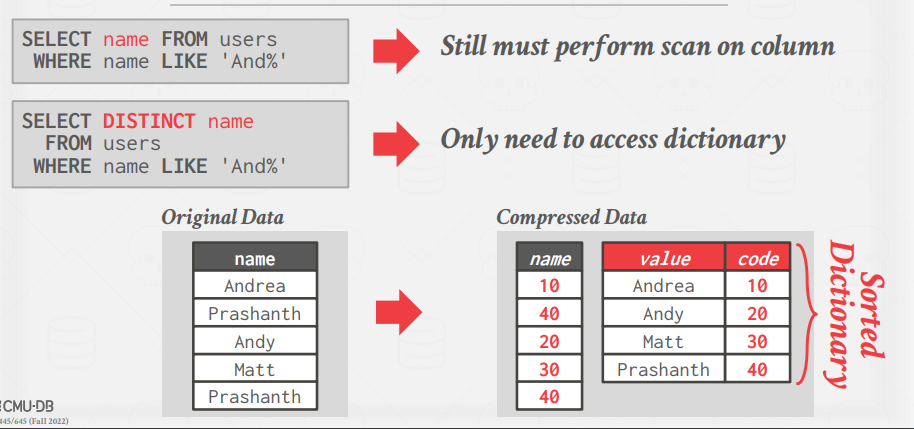 SELECT name FROM users
WHERE name LIKE 'And%'
Still must perform scan on column
SELECT DISTINCT name
FROM users
WHERE name LIKE 'And%'
Only need to access dictionary
Original Data
name
Andrea
Prashanth
Andy
Matt
Prashanth
Compressed Data
name
10
40
20
30
40
value code
Andrea 10
Andy 20
Matt 30
Prashanth 40
Sorted
Dictionary
CMU·DB
445/645 (Fall 2022)